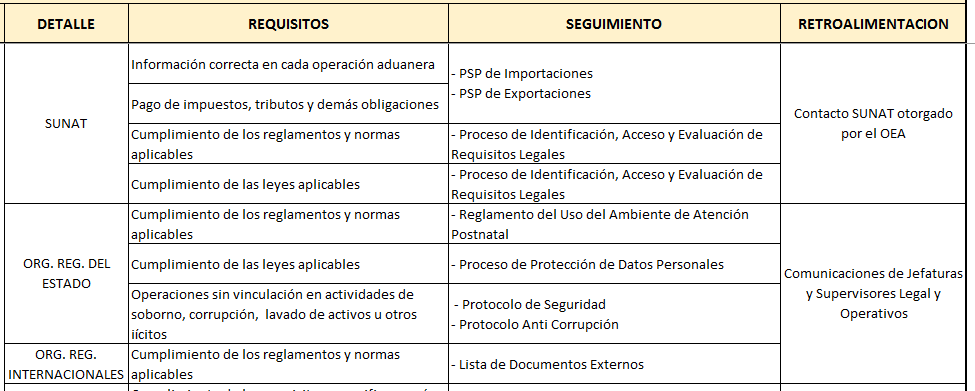 DETALLE
REQUISITOS
SEGUIMIENTO
RETROALIMENTACION
SUNAT
Información correcta en cada operación aduanera
- PSP de Importaciones
- PSP de Exportaciones
Contacto SUNAT otorgado
por el OEA
Pago de impuestos, tributos y demás obligaciones
Cumplimiento de los reglamentos y normas
aplicables
- Proceso de Identificación, Acceso y Evaluación de
Requisitos Legales
Cumplimiento de las leyes aplicables
- Proceso de Identificación, Acceso y Evaluación de
Requisitos Legales
ORG. REG. DEL
ESTADO
Cumplimiento de los reglamentos y normas
aplicables
- Reglamento del Uso del Ambiente de Atención
Postnatal
Comunicaciones de Jefaturas
y Supervisores Legal y
Operativos
Cumplimiento de las leyes aplicables
- Proceso de Protección de Datos Personales
Operaciones sin vinculación en actividades de
soborno, corrupción, lavado de activos u otros
iícitos
- Protocolo de Seguridad
- Protocolo Anti Corrupción
ORG. REG.
INTERNACIONALES
Cumplimiento de los reglamentos y normas
aplicables
- Lista de Documentos Externos